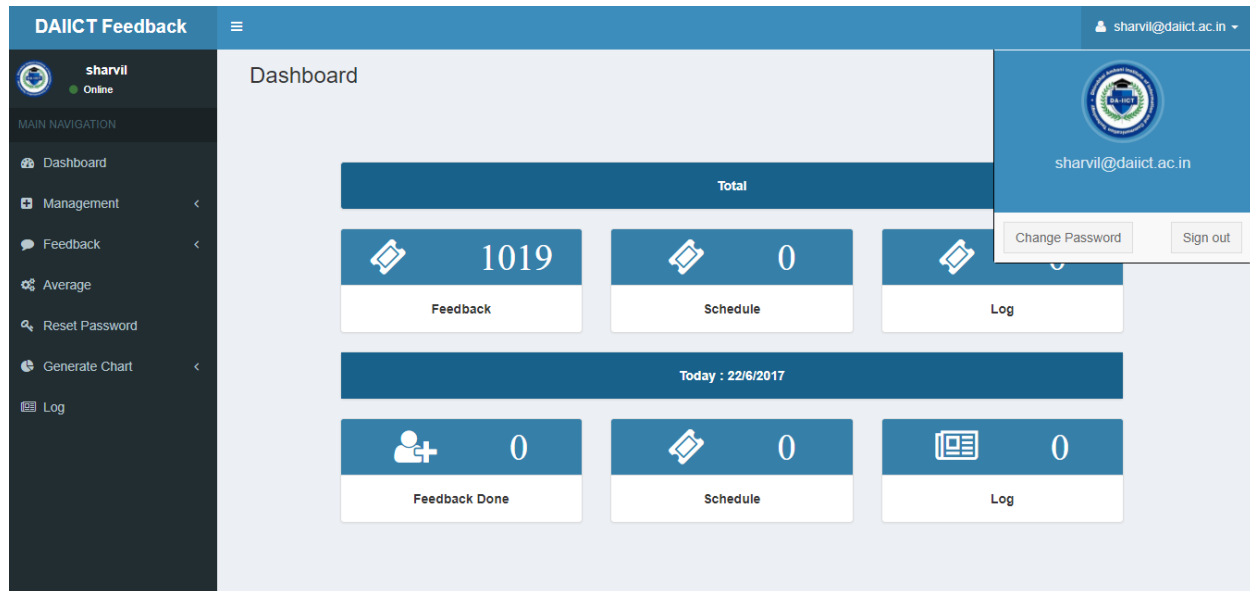 DAIICT Feedback
sharvil@daiict.ac.in
sharvil
Online
MAIN NAVIGATION
Dashboard
Management
Feedback
Average
Reset Password
Generate Chart
Log
Dashboard
DA-IICT
sharvil@daiict.ac.in
Change Password
Sign out
Total
1019
0
Feedback
Schedule
Log
Today : 22/6/2017
0
0
0
Feedback Done
Schedule
Log